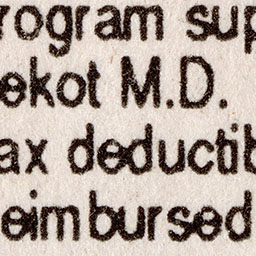 rogram sup
ekot M.D.
ax deductib
eimbursed